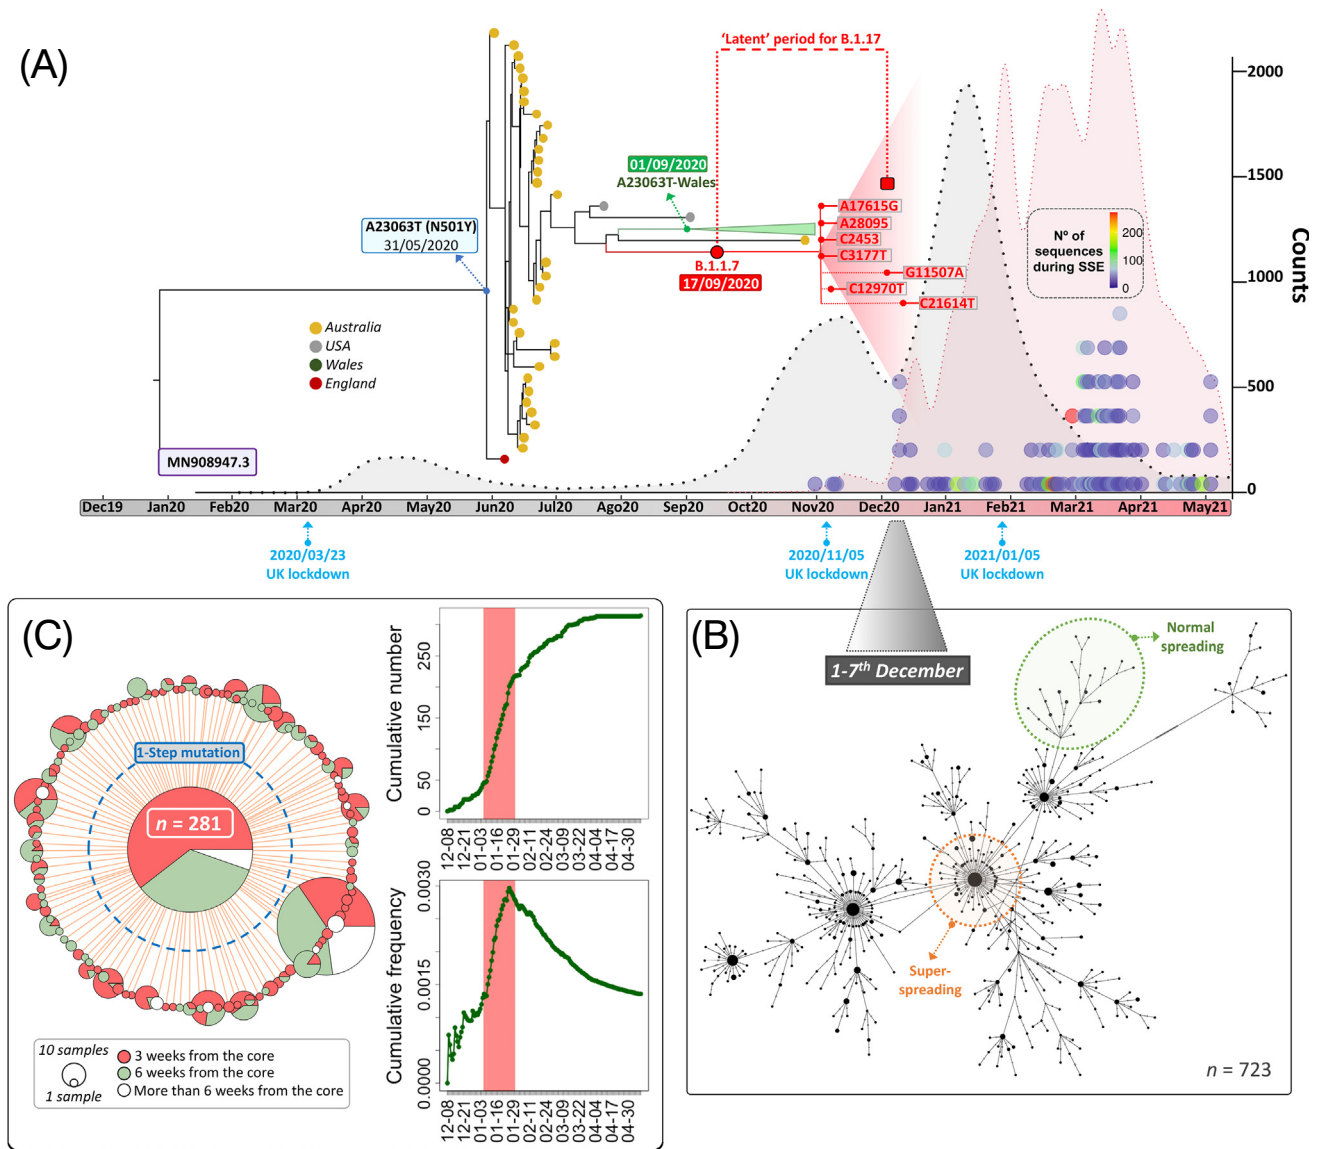 (A)
'Latent' period for B.1.17
2000
1500
1000
500
0
Counts
01/09/2020
A23063T-Wales
A23063T (N501Y)
31/05/2020
B.1.1.7
17/09/2020
A17615G
A28095
C2453
C3177T
G11507A
C12970T
C21614T
Nº of
sequences
during SSE
200
100
0
Australia
USA
Wales
England
MN908947.3
Dec19 Jan20 Feb20 Mar20 Apr20 May20 Jun20 Jul20 Ago20 Sep20 Oct20 Nov20 Dec20 Jan21 Feb21 Mar21 Apr21 May21
2020/03/23
UK lockdown
2020/11/05
UK lockdown
2021/01/05
UK lockdown
1-7th December
(C)
1-Step mutation
n = 281
10 samples
1 sample
3 weeks from the core
6 weeks from the core
More than 6 weeks from the core
Cumulative number
250
150
50
0
12-08 12-21 01-03 01-16 01-29 02-11 02-24 03-09 03-22 04-04 04-17 04-30
Cumulative frequency
0.0030
0.0015
0.0000
12-08 12-21 01-03 01-16 01-29 02-11 02-24 03-09 03-22 04-04 04-17 04-30
(B)
Normal
spreading
Super-
spreading
n = 723